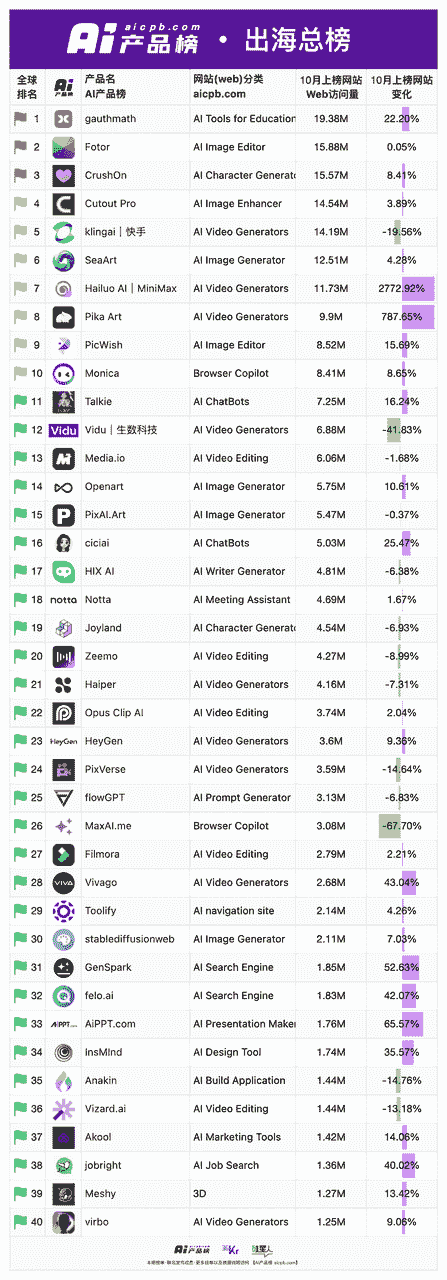 aicpb.com
Ai产品榜 · 出海总榜
全球排名 Ai产品榜 产品名 AI产品榜 网站(web)分类 aicpb.com 10月上榜网站 Web访问量 10月上榜网站 变化
1 gauthmath AI Tools for Education 19.38M 22.20%
2 Fotor AI Image Editor 15.88M 0.05%
3 CrushOn AI Character Generato 15.57M 8.41%
4 Cutout Pro AI Image Enhancer 14.54M 3.89%
5 klingai｜快手 AI Video Generators 14.19M -19.56%
6 SeaArt AI Image Generator 12.51M 4.28%
7 Hailuo AI｜MiniMax AI Video Generators 11.73M 2772.92%
8 Pika Art AI Video Generators 9.9M 787.65%
9 PicWish AI Image Editor 8.52M 15.69%
10 Monica Browser Copilot 8.41M 8.65%
11 Talkie AI ChatBots 7.25M 16.24%
12 Vidu Vidu｜生数科技 AI Video Generators 6.88M -41.83%
13 Media.io AI Video Editing 6.06M -1.68%
14 Openart AI Image Generator 5.75M 10.61%
15 PixAI.Art AI Image Generator 5.47M -0.37%
16 ciciai AI ChatBots 5.03M 25.47%
17 HIX AI AI Writer Generator 4.81M -6.38%
18 notta Notta AI Meeting Assistant 4.69M 1.67%
19 Joyland AI Character Generato 4.54M -6.93%
20 Zeemo AI Video Editing 4.27M -8.99%
21 Haiper AI Video Generators 4.16M -7.31%
22 Opus Clip AI AI Video Editing 3.74M 2.04%
23 HeyGen HeyGen AI Video Generators 3.6M 9.36%
24 PixVerse AI Video Generators 3.59M -14.64%
25 flowGPT AI Prompt Generator 3.13M -6.83%
26 MaxAI.me Browser Copilot 3.08M -67.70%
27 Filmora AI Video Editing 2.79M 2.21%
28 VIVA Vivago AI Video Generators 2.68M 43.04%
29 Toolify AI navigation site 2.14M 4.26%
30 stablediffusionweb AI Image Generator 2.11M 7.03%
31 GenSpark AI Search Engine 1.85M 52.63%
32 felo.ai AI Search Engine 1.83M 42.07%
33 AiPPT AiPPT.com AI Presentation Maker 1.76M 65.57%
34 InsMInd AI Design Tool 1.74M 35.57%
35 Anakin AI Build Application 1.44M -14.76%
36 Vizard.ai AI Video Editing 1.44M -13.18%
37 Akool AI Marketing Tools 1.42M 14.06%
38 jobright AI Job Search 1.36M 40.02%
39 Meshy 3D 1.27M 13.42%
40 virbo AI Video Generators 1.25M 9.06%
Ai产品榜 36Kr